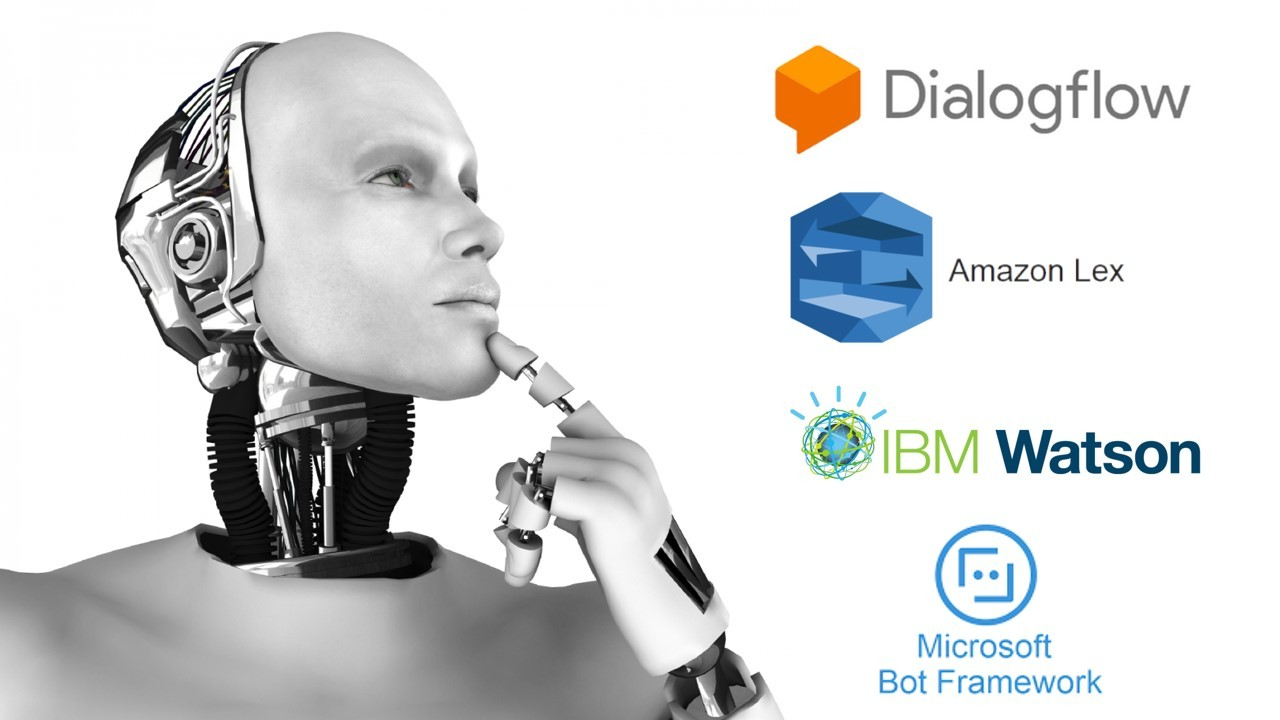 Dialogflow
Amazon Lex
IBM Watson
Microsoft
Bot Framework